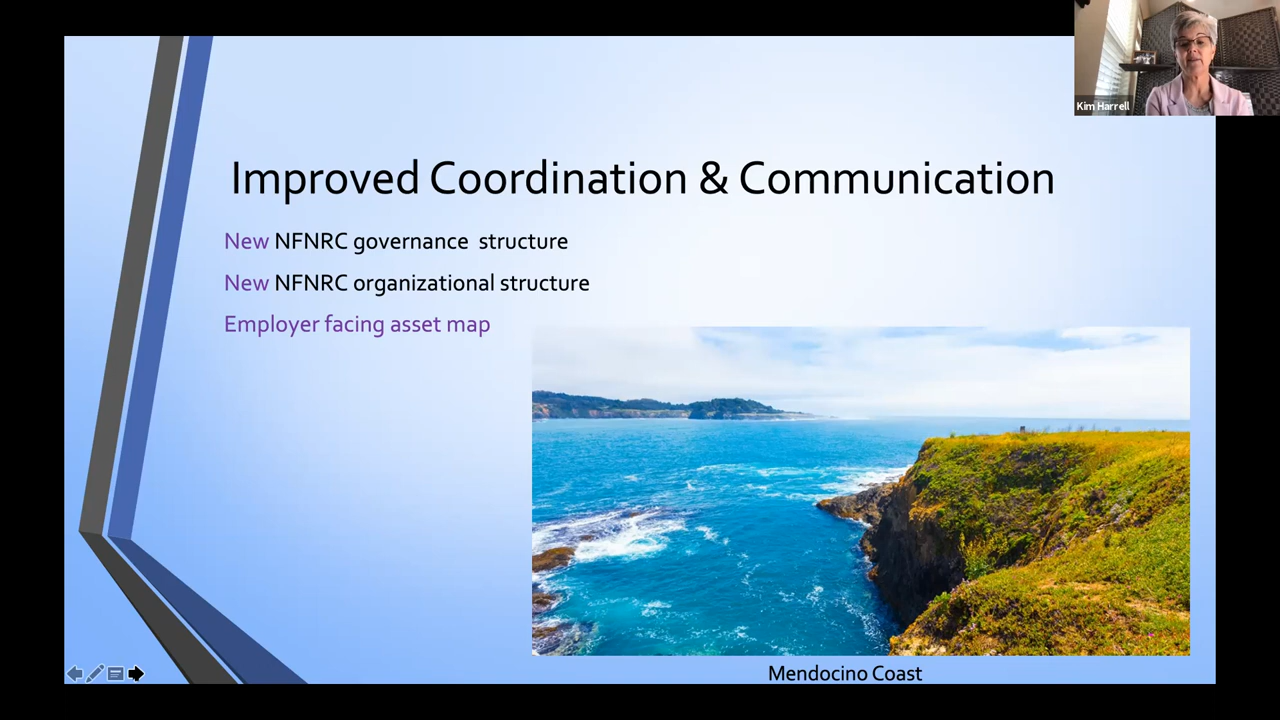 Kim Harrell
Improved Coordination & Communication
New NFNRC governance structure
New NFNRC organizational structure
Employer facing asset map
Mendocino Coast